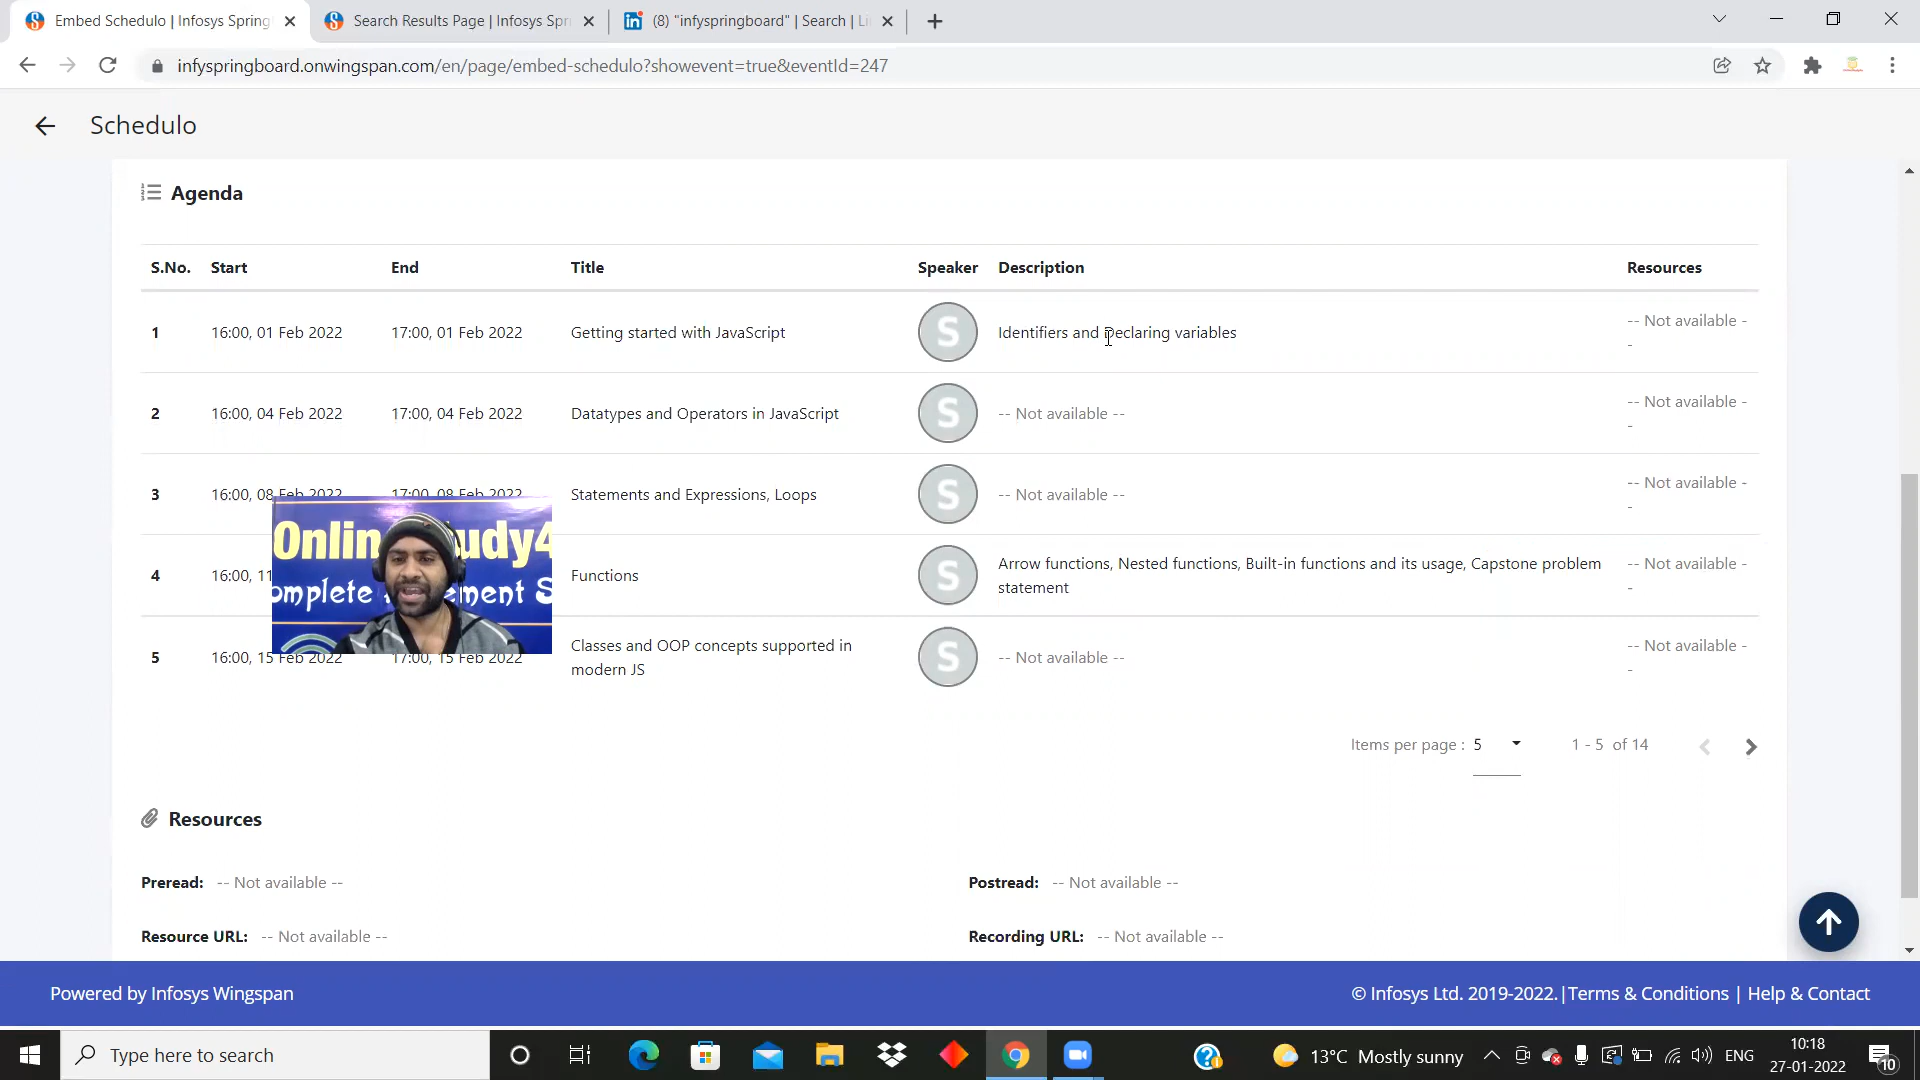 Embed Schedulo | Infosys Spring
Search Results Page | Infosys Spr
(8) "infyspringboard" | Search | Li
infyspringboard.onwingspan.com/en/page/embed-schedulo?showevent=true&eventId=247
Schedulo
Agenda
S.No. Start End Title Speaker Description Resources
1 16:00, 01 Feb 2022 17:00, 01 Feb 2022 Getting started with JavaScript S Identifiers and Declaring variables -- Not available --
2 16:00, 04 Feb 2022 17:00, 04 Feb 2022 Datatypes and Operators in JavaScript S -- Not available -- -- Not available --
3 16:00, 08 Feb 2022 17:00, 08 Feb 2022 Statements and Expressions, Loops S -- Not available -- -- Not available --
4 16:00, 11 Functions S Arrow functions, Nested functions, Built-in functions and its usage, Capstone problem
statement -- Not available --
5 16:00, 15 Feb 2022 17:00, 15 Feb 2022 Classes and OOP concepts supported in
modern JS S -- Not available -- -- Not available --
Onlin udy4
omplete ement S
Items per page : 5 1 - 5 of 14
Resources
Preread: -- Not available --
Postread: -- Not available --
Resource URL: -- Not available --
Recording URL: -- Not available --
Powered by Infosys Wingspan
© Infosys Ltd. 2019-2022.|Terms & Conditions | Help & Contact
Type here to search
13°C Mostly sunny
ENG
10:18
27-01-2022
10